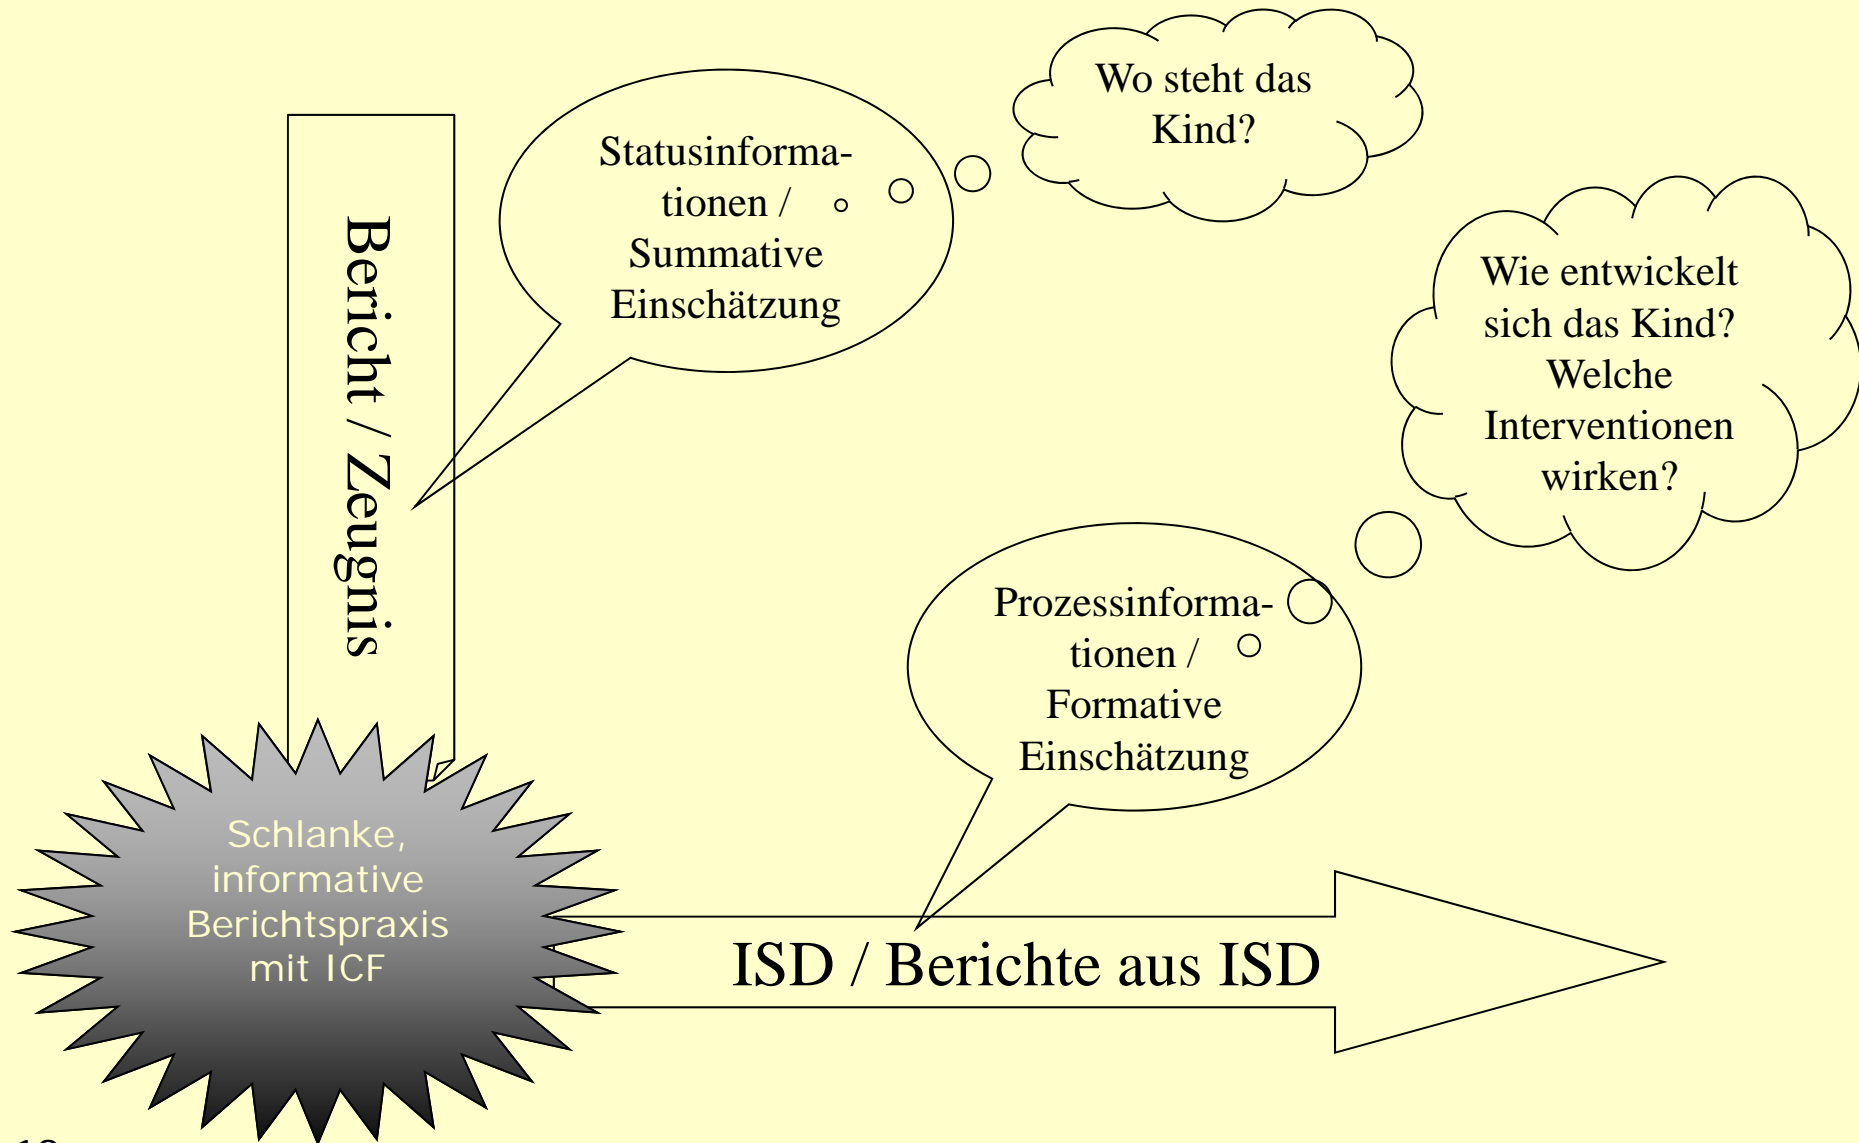 Wo steht das
Kind?
Statusinforma-
tionen /
Summative
Einschätzung
Bericht / Zeugnis
Wie entwickelt
sich das Kind?
Welche
Interventionen
wirken?
Prozessinforma-
tionen /
Formative
Einschätzung
Schlanke,
informative
Berichtspraxis
mit ICF
ISD / Berichte aus ISD